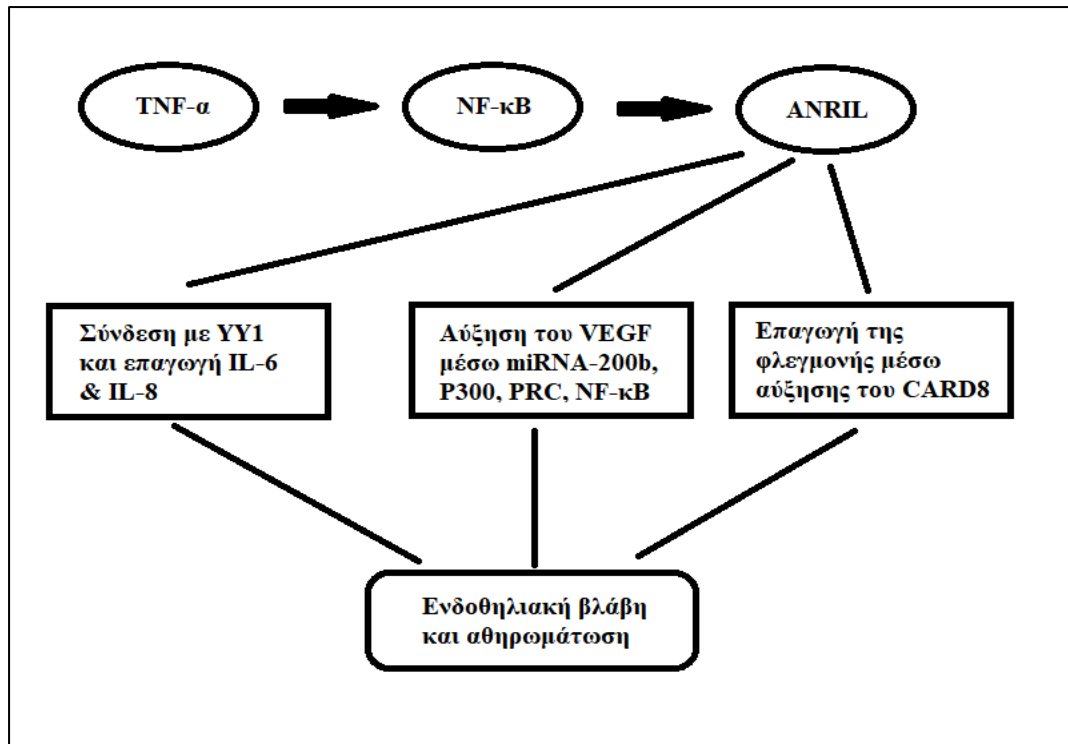 TNF-α
NF-κB
ANRIL
Σύνδεση με YY1
και επαγωγή IL-6
& IL-8
Αύξηση του VEGF
μέσω miRNA-200b,
P300, PRC, NF-κB
Επαγωγή της
φλεγμονής μέσω
αύξησης του CARD8
Ενδοθηλιακή βλάβη
και αθηρωμάτωση